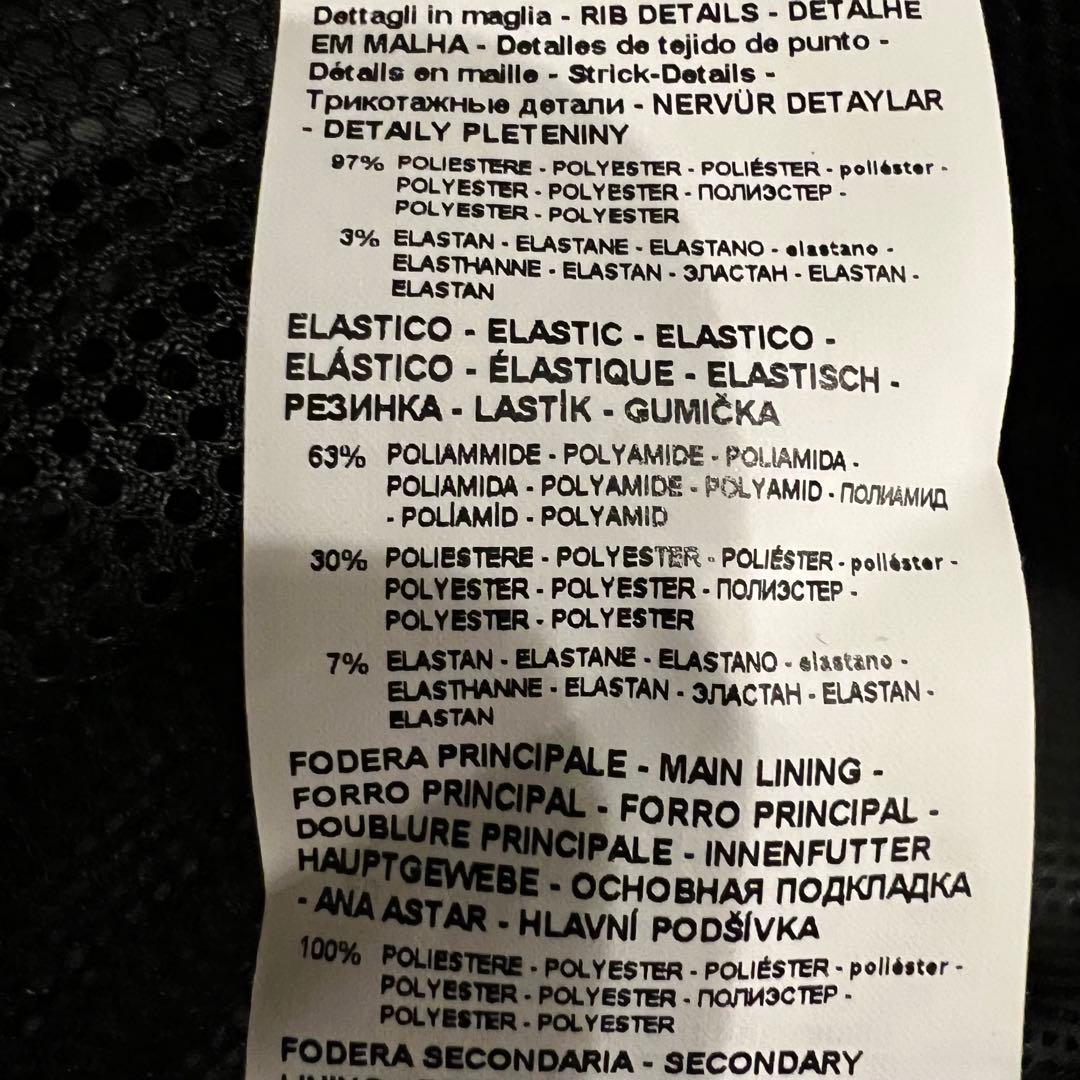 Dettagli in maglia - RIB DETAILS - DETALHE
EM MALHA - Detalles de tejido de punto -
Détails en maille - Strick-Details -
Трикотажные детали - NERVÜR DETAYLAR
- DETAILY PLETENINY
97% POLIESTERE - POLYESTER - POLIÉSTER - poliéster -
POLYESTER - POLYESTER - ПОЛИЭСТЕР -
POLYESTER - POLYESTER
3% ELASTAN - ELASTANE - ELASTANO - elastano -
ELASTHANNE - ELASTAN - ЭЛАСТАН - ELASTAN -
ELASTAN
ELASTICO - ELASTIC - ELASTICO -
ELÁSTICO - ÉLASTIQUE - ELASTISCH -
РЕЗИНКА - LASTİK - GUMIČKA
63% POLIAMMIDE - POLYAMIDE - POLIAMIDA -
POLIAMIDA - POLYAMIDE - POLYAMID - ПОЛИАМИД
- POLİAMİD - POLYAMID
30% POLIESTERE - POLYESTER - POLIÉSTER - poliéster -
POLYESTER - POLYESTER - ПОЛИЭСТЕР -
POLYESTER - POLYESTER
7% ELASTAN - ELASTANE - ELASTANO - elastano -
ELASTHANNE - ELASTAN - ЭЛАСТАН - ELASTAN -
ELASTAN
FODERA PRINCIPALE - MAIN LINING -
FORRO PRINCIPAL - FORRO PRINCIPAL -
DOUBLURE PRINCIPALE - INNENFUTTER
HAUPTGEWEBE - ОСНОВНАЯ ПОДКЛАДКА
- ANA ASTAR - HLAVNÍ PODŠÍVKA
100% POLIESTERE - POLYESTER - POLIÉSTER - poliéster -
POLYESTER - POLYESTER - ПОЛИЭСТЕР -
POLYESTER - POLYESTER
FODERA SECONDARIA - SECONDARY